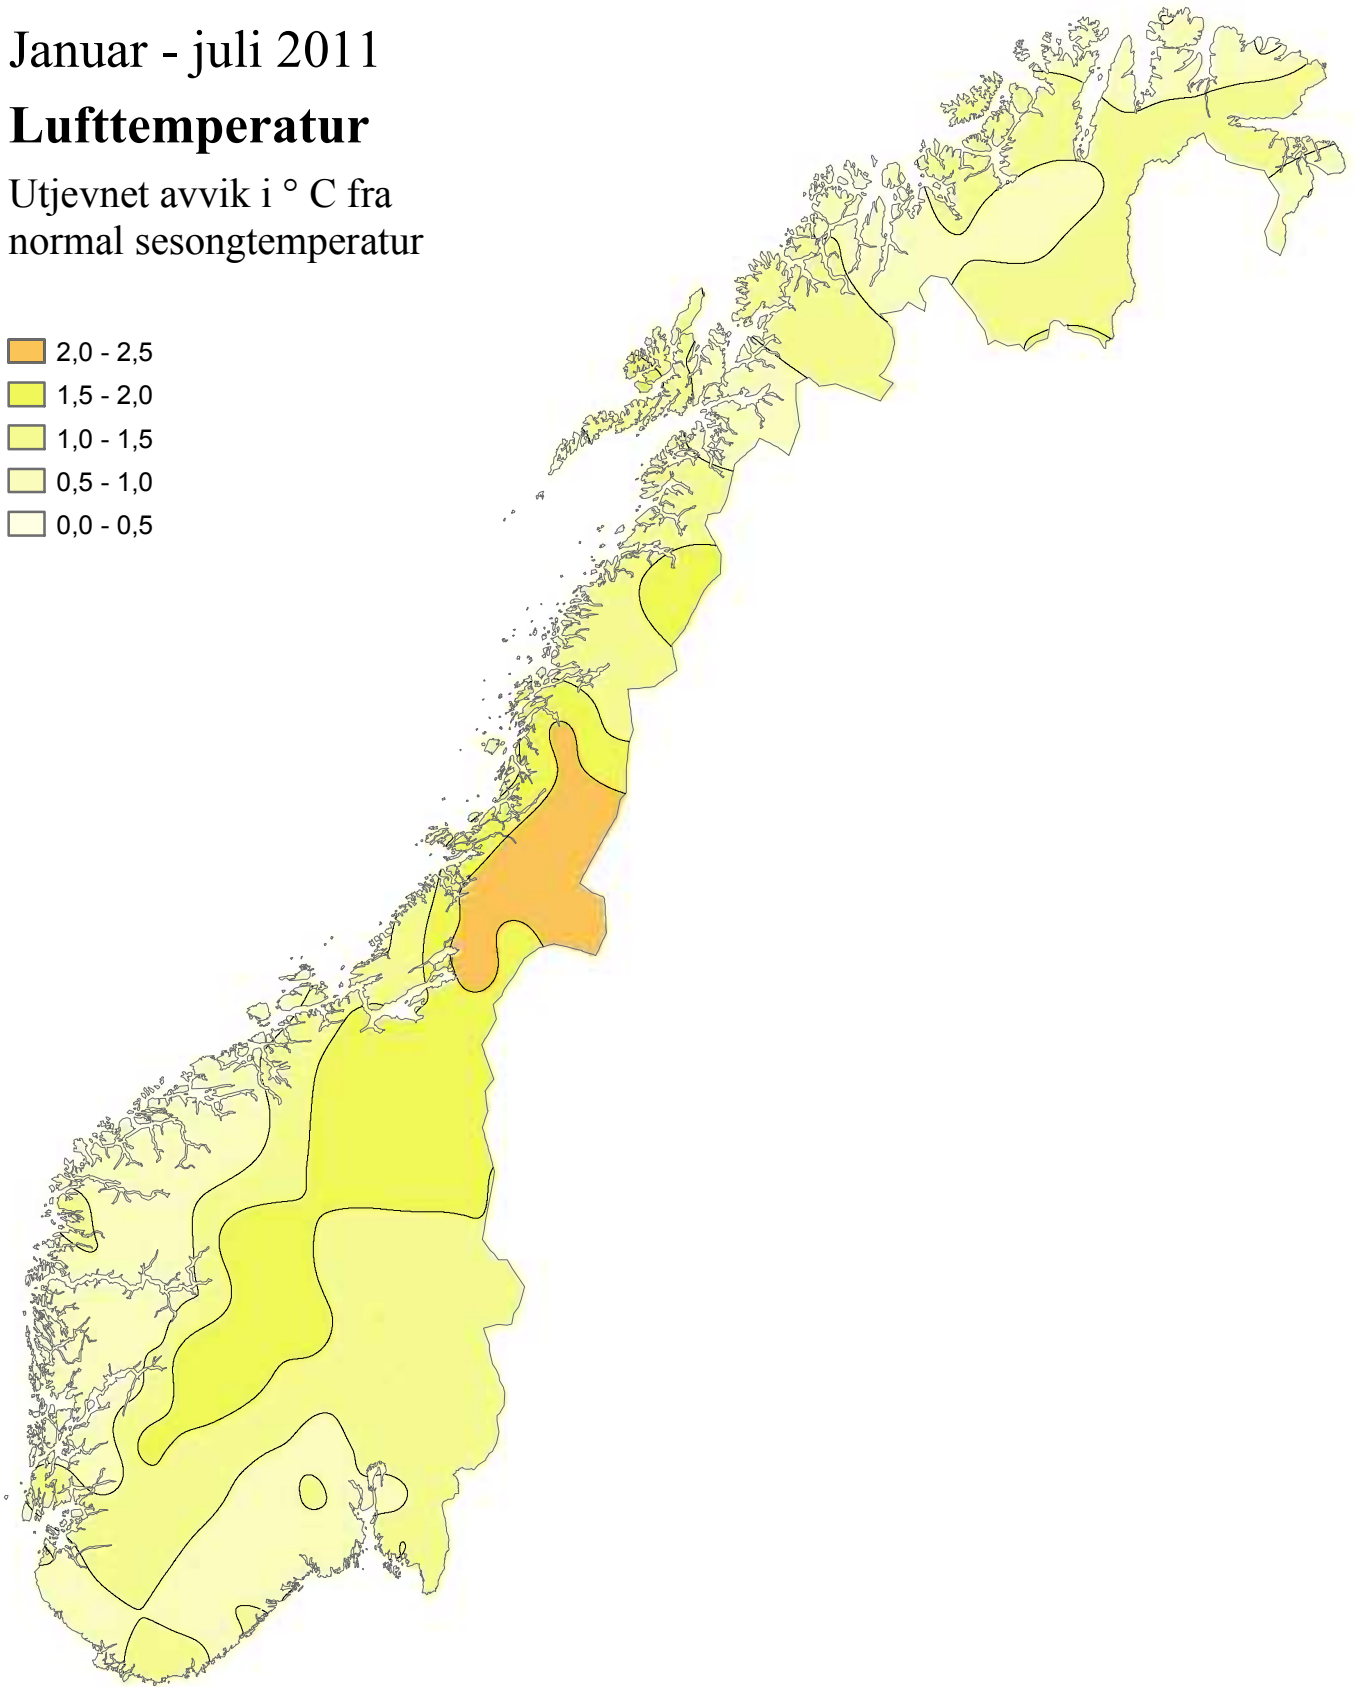 Januar - juli 2011
Lufttemperatur
Utjevnet avvik i ° C fra
normal sesongtemperatur
2,0 - 2,5
1,5 - 2,0
1,0 - 1,5
0,5 - 1,0
0,0 - 0,5